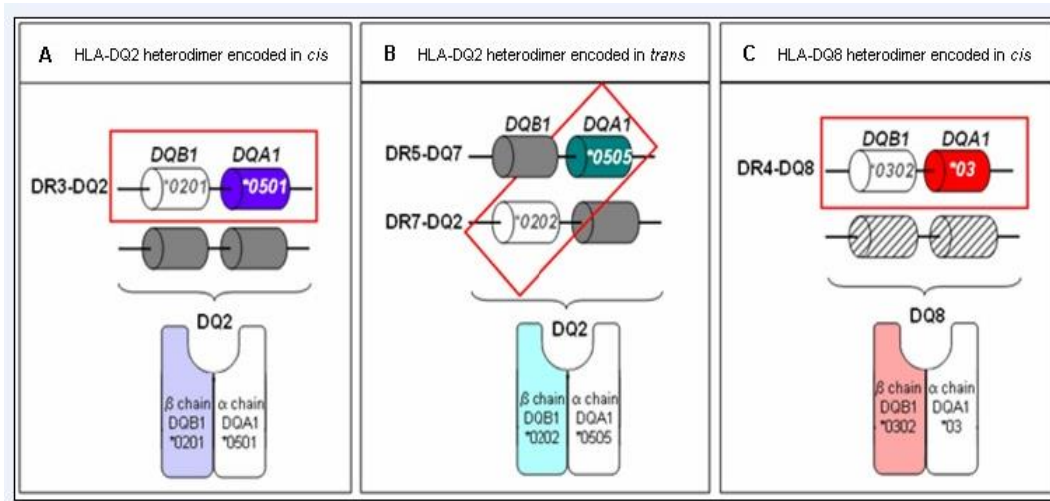 A HLA-DQ2 heterodimer encoded in cis
DQB1 DQA1
DR3-DQ2
*0201 *0501
DQ2
β chain α chain
DQB1 DQA1
*0201 *0501
B HLA-DQ2 heterodimer encoded in trans
DQB1 DQA1
DR5-DQ7
*0505
DR7-DQ2
*0202
DQ2
β chain α chain
DQB1 DQA1
*0202 *0505
C HLA-DQ8 heterodimer encoded in cis
DQB1 DQA1
DR4-DQ8
*0302 *03
DQ8
β chain α chain
DQB1 DQA1
*0302 *03